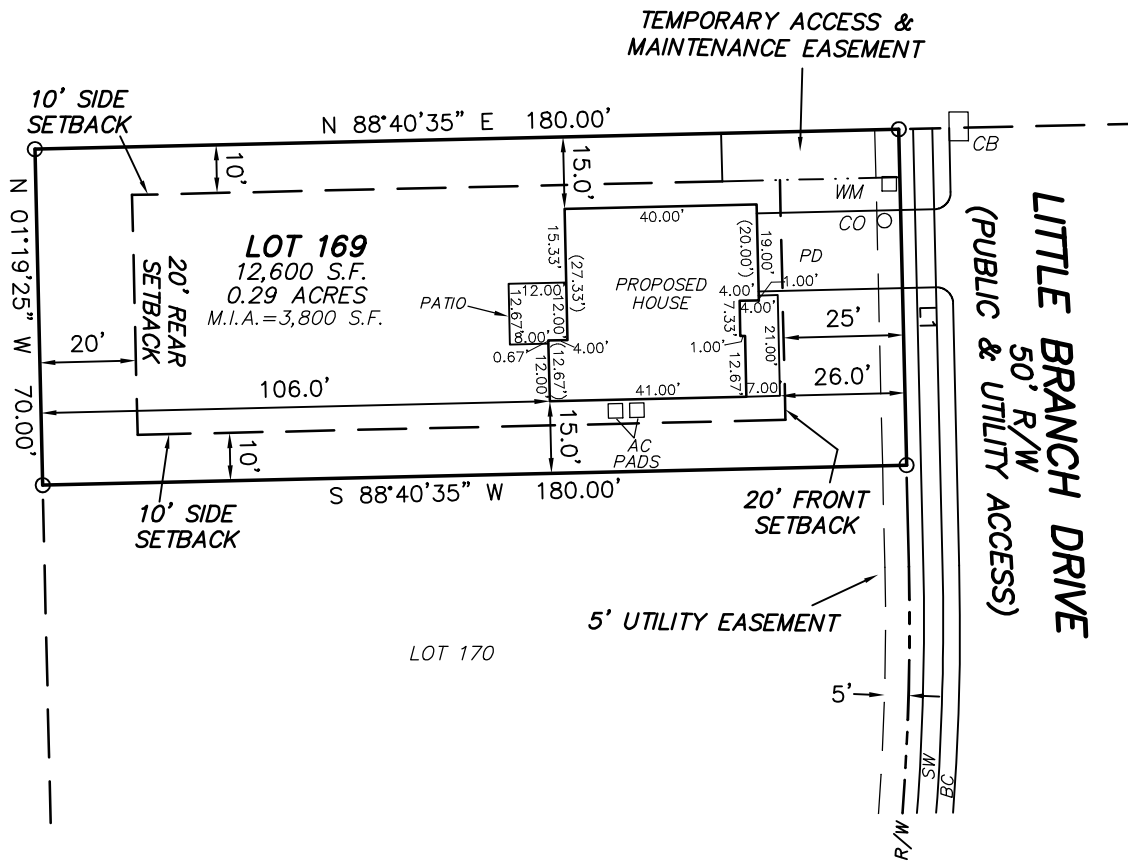 TEMPORARY ACCESS &
MAINTENANCE EASEMENT
10' SIDE
SETBACK
N 88°40'35" E 180.00'
CB
10'
15.0'
WM
CO
40.00'
N 01°19'25" W 70.00'
LOT 169
12,600 S.F.
0.29 ACRES
M.I.A.=3,800 S.F.
20' REAR
SETBACK
20'
15.33'
(27.33')
PROPOSED
HOUSE
(20.00')
19.00'
PD
1.00'
4.00'
4.00'
PATIO
12.00'
12.67'
12.00'
8.00'
4.00'
0.67'
7.33'
1.00'
21.00'
25'
L1
LITTLE BRANCH DRIVE
50' R/W
(PUBLIC & UTILITY ACCESS)
106.0'
12.00'
(12.67')
41.00'
12.67'
7.00'
26.0'
10'
15.0'
AC
PADS
S 88°40'35" W 180.00'
10' SIDE
SETBACK
20' FRONT
SETBACK
5' UTILITY EASEMENT
LOT 170
5'
SW
BC
R/W